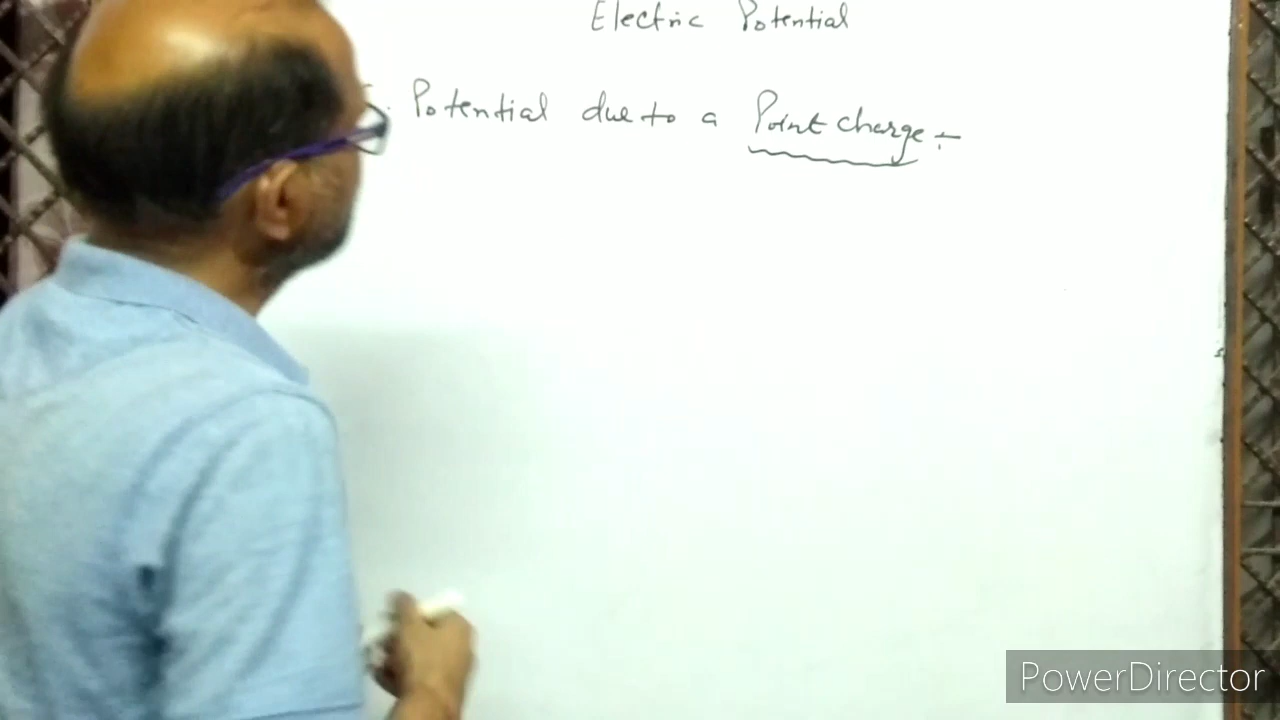 Electric Potential
Potential due to a Point charge ÷
PowerDirector